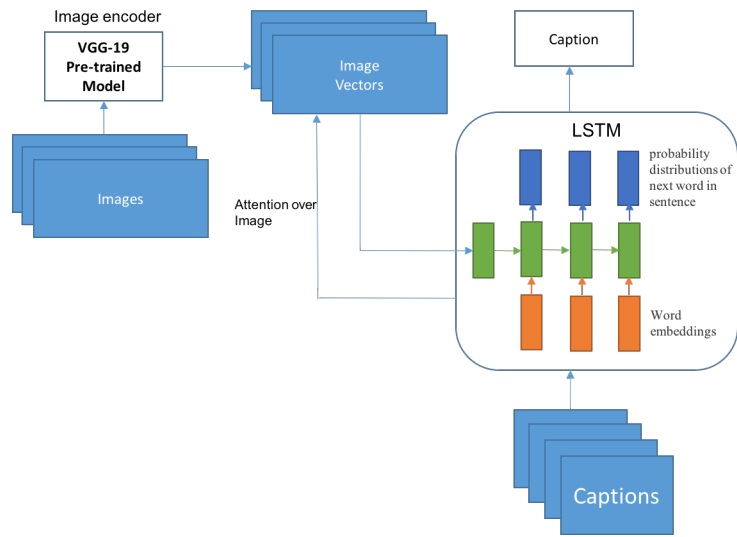 Image encoder
VGG-19
Pre-trained
Model
Images
Image
Vectors
Attention over
Image
Caption
LSTM
probability
distributions of
next word in
sentence
Word
embeddings
Captions